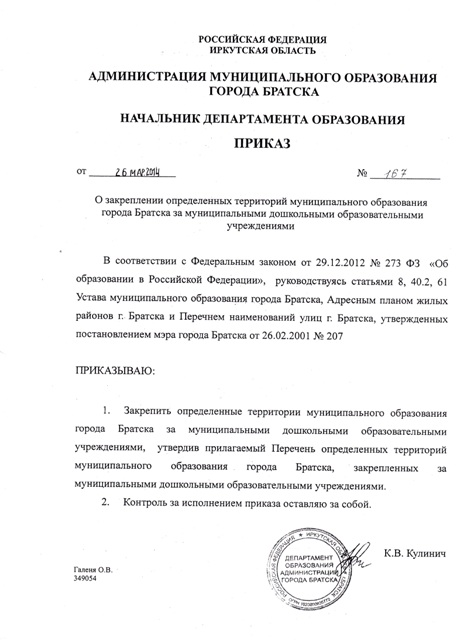 РОССИЙСКАЯ ФЕДЕРАЦИЯ
ИРКУТСКАЯ ОБЛАСТЬ
АДМИНИСТРАЦИЯ МУНИЦИПАЛЬНОГО ОБРАЗОВАНИЯ
ГОРОДА БРАТСКА
НАЧАЛЬНИК ДЕПАРТАМЕНТА ОБРАЗОВАНИЯ
ПРИКАЗ
от 26 МАР 2014 № 167
О закреплении определенных территорий муниципального образования
города Братска за муниципальными дошкольными образовательными
учреждениями
В соответствии с Федеральным законом от 29.12.2012 № 273 ФЗ «Об
образовании в Российской Федерации», руководствуясь статьями 8, 40.2, 61
Устава муниципального образования города Братска, Адресным планом жилых
районов г. Братска и Перечнем наименований улиц г. Братска, утвержденных
постановлением мэра города Братска от 26.02.2001 № 207
ПРИКАЗЫВАЮ:
1. Закрепить определенные территории муниципального образования
города Братска за муниципальными дошкольными образовательными
учреждениями, утвердив прилагаемый Перечень определенных территорий
муниципального образования города Братска, закрепленных за
муниципальными дошкольными образовательными учреждениями.
2. Контроль за исполнением приказа оставляю за собой.
К.В. Кулинич
РОССИЙСКАЯ ФЕДЕРАЦИЯ ★ ИРКУТСКАЯ
ДЕПАРТАМЕНТ
ОБРАЗОВАНИЯ
АДМИНИСТРАЦИИ
ГОРОДА БРАТСКА
Галеня О.В.
349054